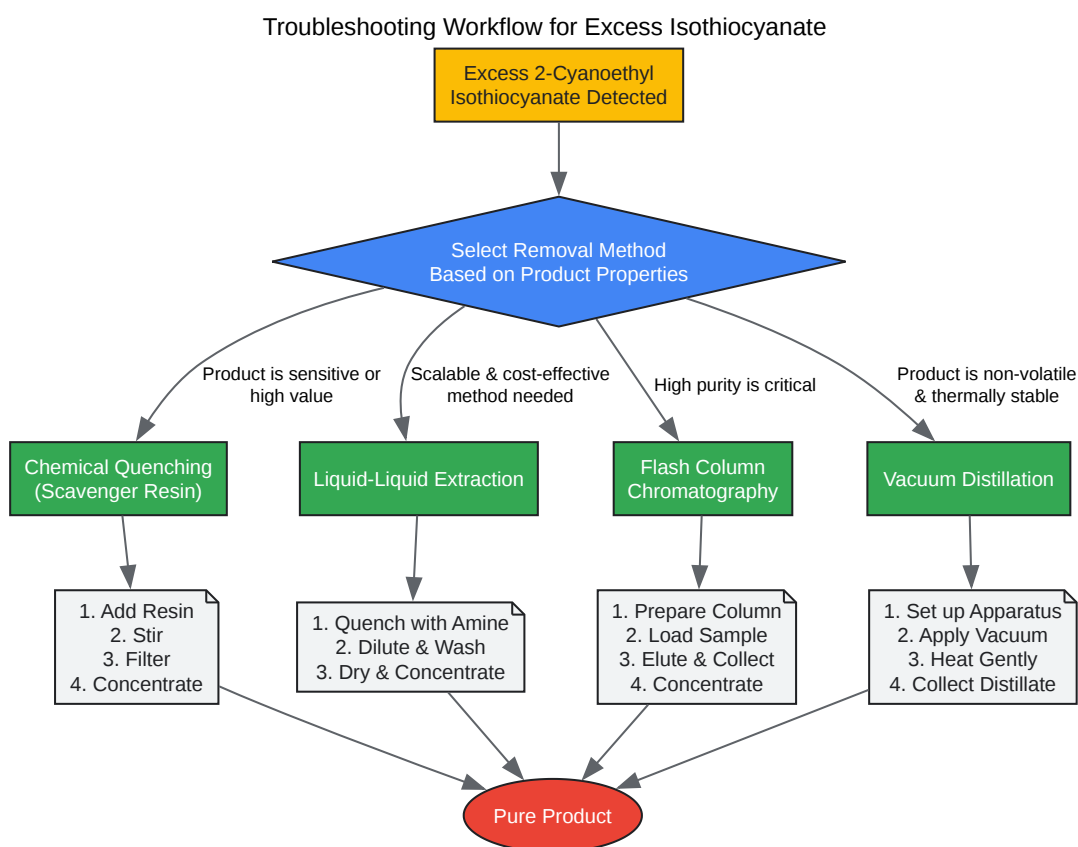 Troubleshooting Workflow for Excess Isothiocyanate
Excess 2-Cyanoethyl
Isothiocyanate Detected
Select Removal Method
Based on Product Properties
Product is sensitive or
high value
Scalable & cost-effective
method needed
High purity is critical
Product is non-volatile
& thermally stable
Chemical Quenching
(Scavenger Resin)
Liquid-Liquid Extraction
Flash Column
Chromatography
Vacuum Distillation
1. Add Resin
2. Stir
3. Filter
4. Concentrate
1. Quench with Amine
2. Dilute & Wash
3. Dry & Concentrate
1. Prepare Column
2. Load Sample
3. Elute & Collect
4. Concentrate
1. Set up Apparatus
2. Apply Vacuum
3. Heat Gently
4. Collect Distillate
Pure Product